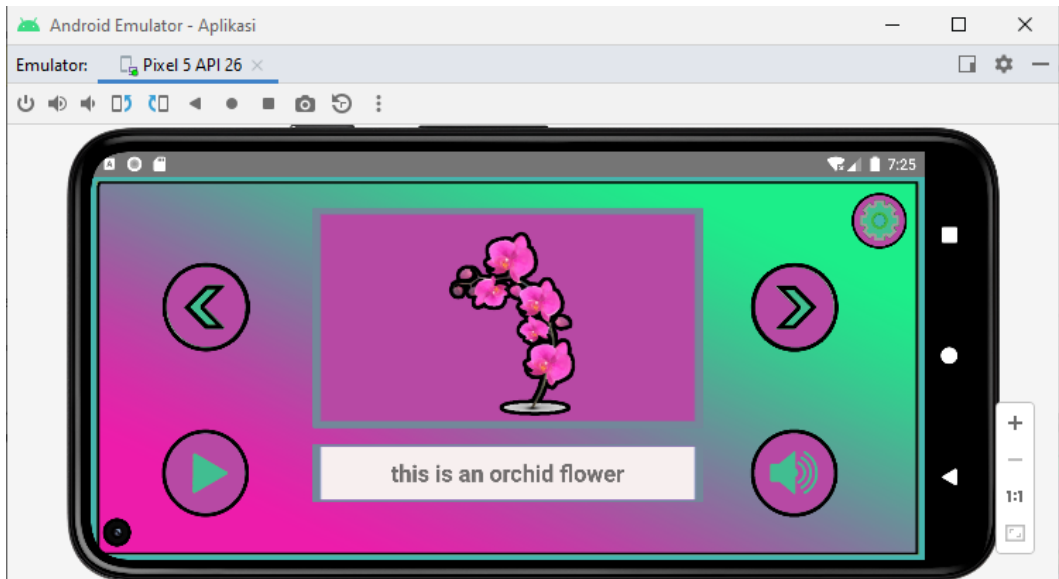 Android Emulator - Aplikasi
Emulator: Pixel 5 API 26
A 7:25
this is an orchid flower
1:1